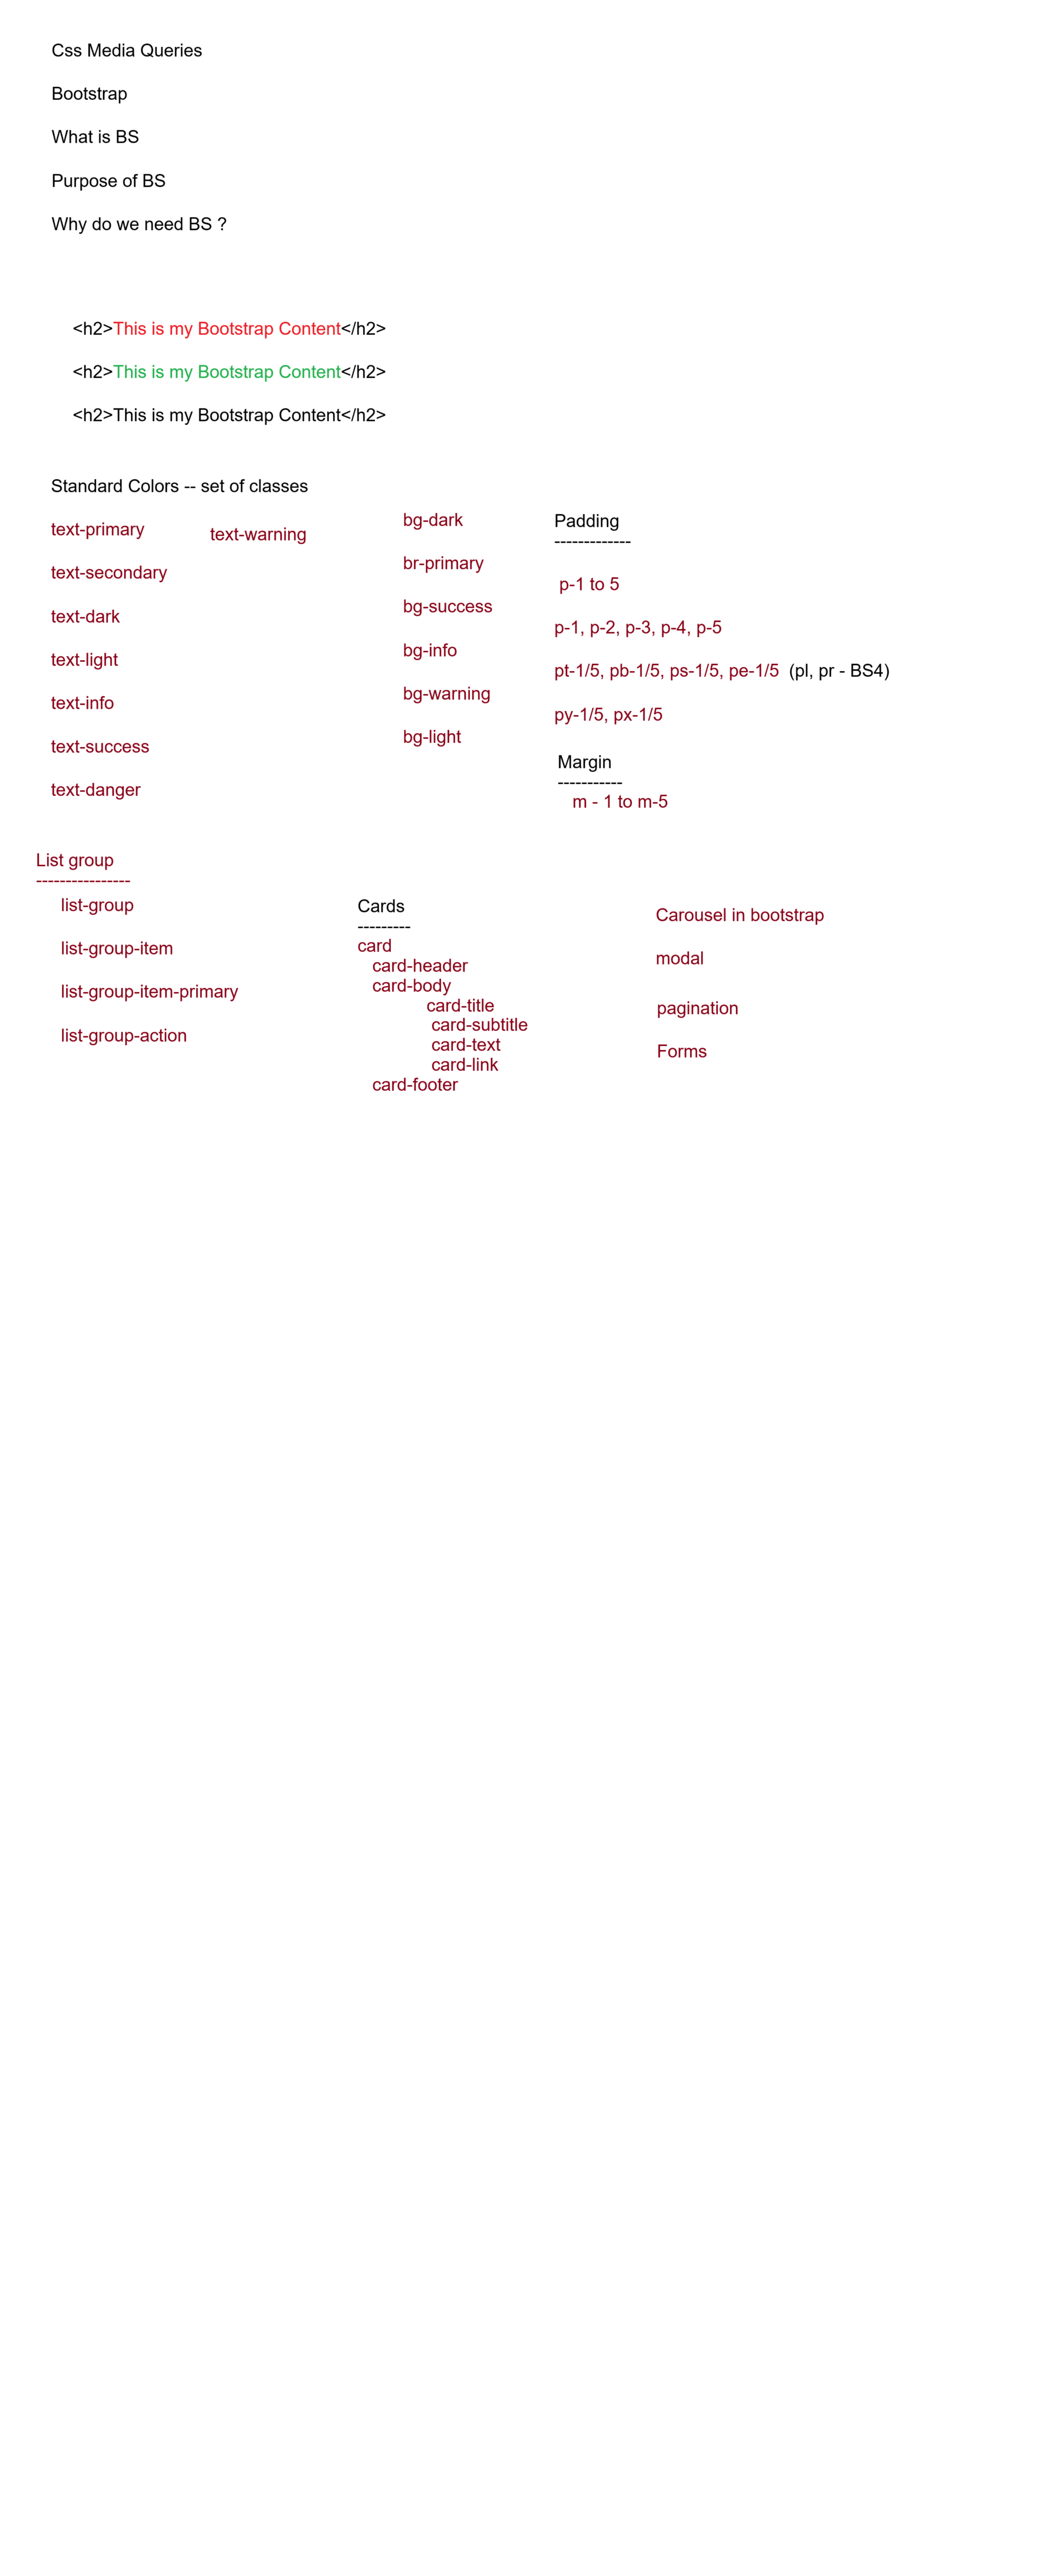 Css Media Queries
Bootstrap
What is BS
Purpose of BS
Why do we need BS ?
<h2>This is my Bootstrap Content</h2>
<h2>This is my Bootstrap Content</h2>
<h2>This is my Bootstrap Content</h2>
Standard Colors -- set of classes
text-primary
text-secondary
text-dark
text-light
text-info
text-success
text-danger
text-warning
bg-dark
br-primary
bg-success
bg-info
bg-warning
bg-light
Padding
-------------
p-1 to 5
p-1, p-2, p-3, p-4, p-5
pt-1/5, pb-1/5, ps-1/5, pe-1/5  (pl, pr - BS4)
py-1/5, px-1/5
Margin
-----------
m - 1 to m-5
List group
----------------
list-group
list-group-item
list-group-item-primary
list-group-action
Cards
---------
card
card-header
card-body
card-title
card-subtitle
card-text
card-link
card-footer
Carousel in bootstrap
modal
pagination
Forms